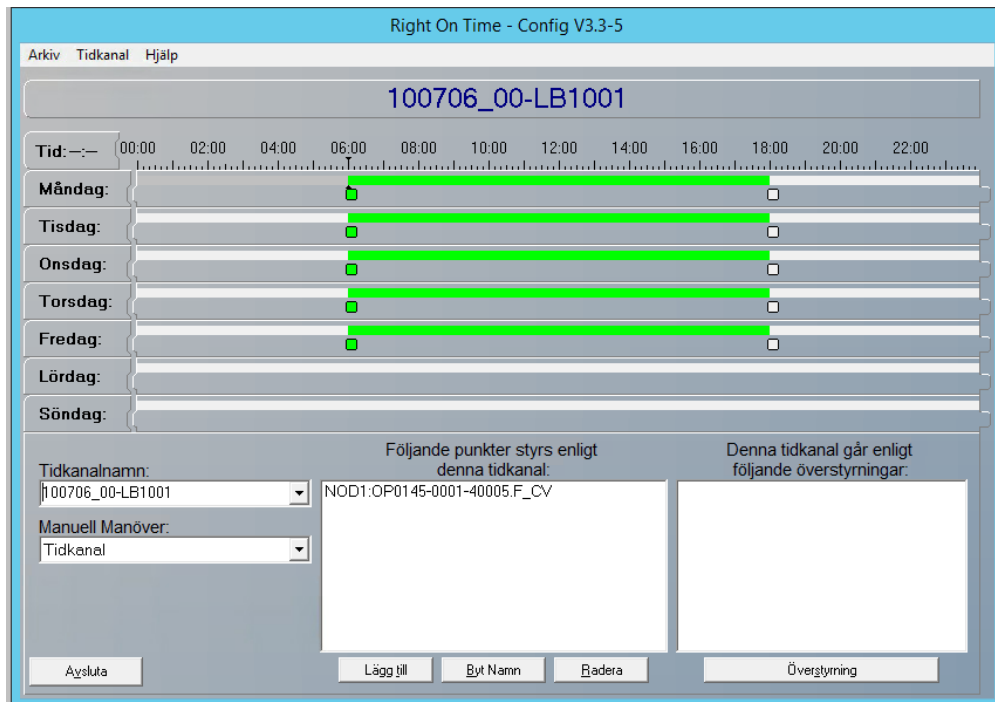 Right On Time - Config V3.3-5
Arkiv Tidkanal Hjälp
100706_00-LB1001
Tid:--:-- 00:00 02:00 04:00 06:00 08:00 10:00 12:00 14:00 16:00 18:00 20:00 22:00
Måndag:
Tisdag:
Onsdag:
Torsdag:
Fredag:
Lördag:
Söndag:
Tidkanalnamn:
100706_00-LB1001
Manuell Manöver:
Tidkanal
Följande punkter styrs enligt
denna tidkanal:
NOD1:OP0145-0001-40005.F_CV
Denna tidkanal går enligt
följande överstyrningar:
Avsluta
Lägg till
Byt Namn
Radera
Överstyrning